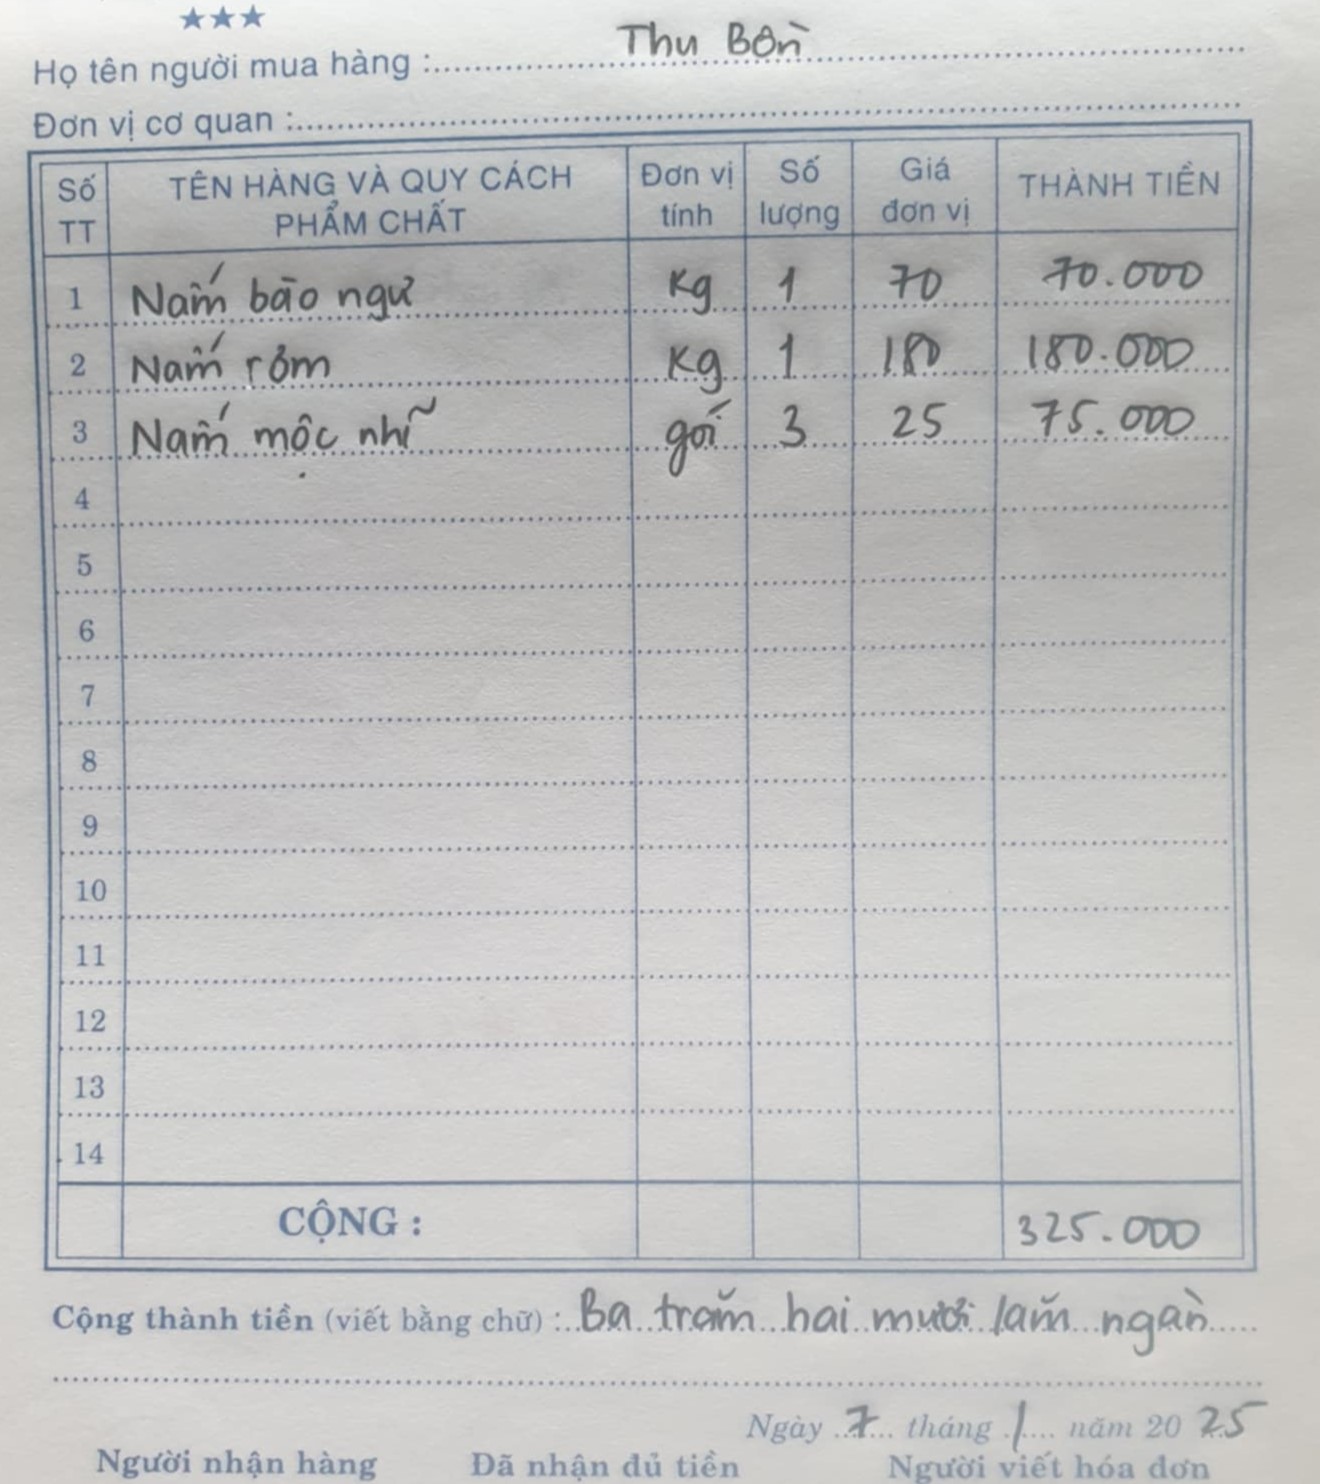 ★★★
Họ tên người mua hàng : Thu Bồn
Đơn vị cơ quan :
Số TT TÊN HÀNG VÀ QUY CÁCH PHẨM CHẤT Đơn vị tính Số lượng Giá đơn vị THÀNH TIỀN
1 Nấm bào ngư Kg 1 70 70.000
2 Nấm rơm Kg 1 180 180.000
3 Nấm mộc nhĩ gói 3 25 75.000
4
5
6
7
8
9
10
11
12
13
14
CỘNG : 325.000
Cộng thành tiền (viết bằng chữ) : Ba trăm hai mươi lăm ngàn
Ngày 7 tháng 1 năm 20 25
Người nhận hàng Đã nhận đủ tiền Người viết hóa đơn